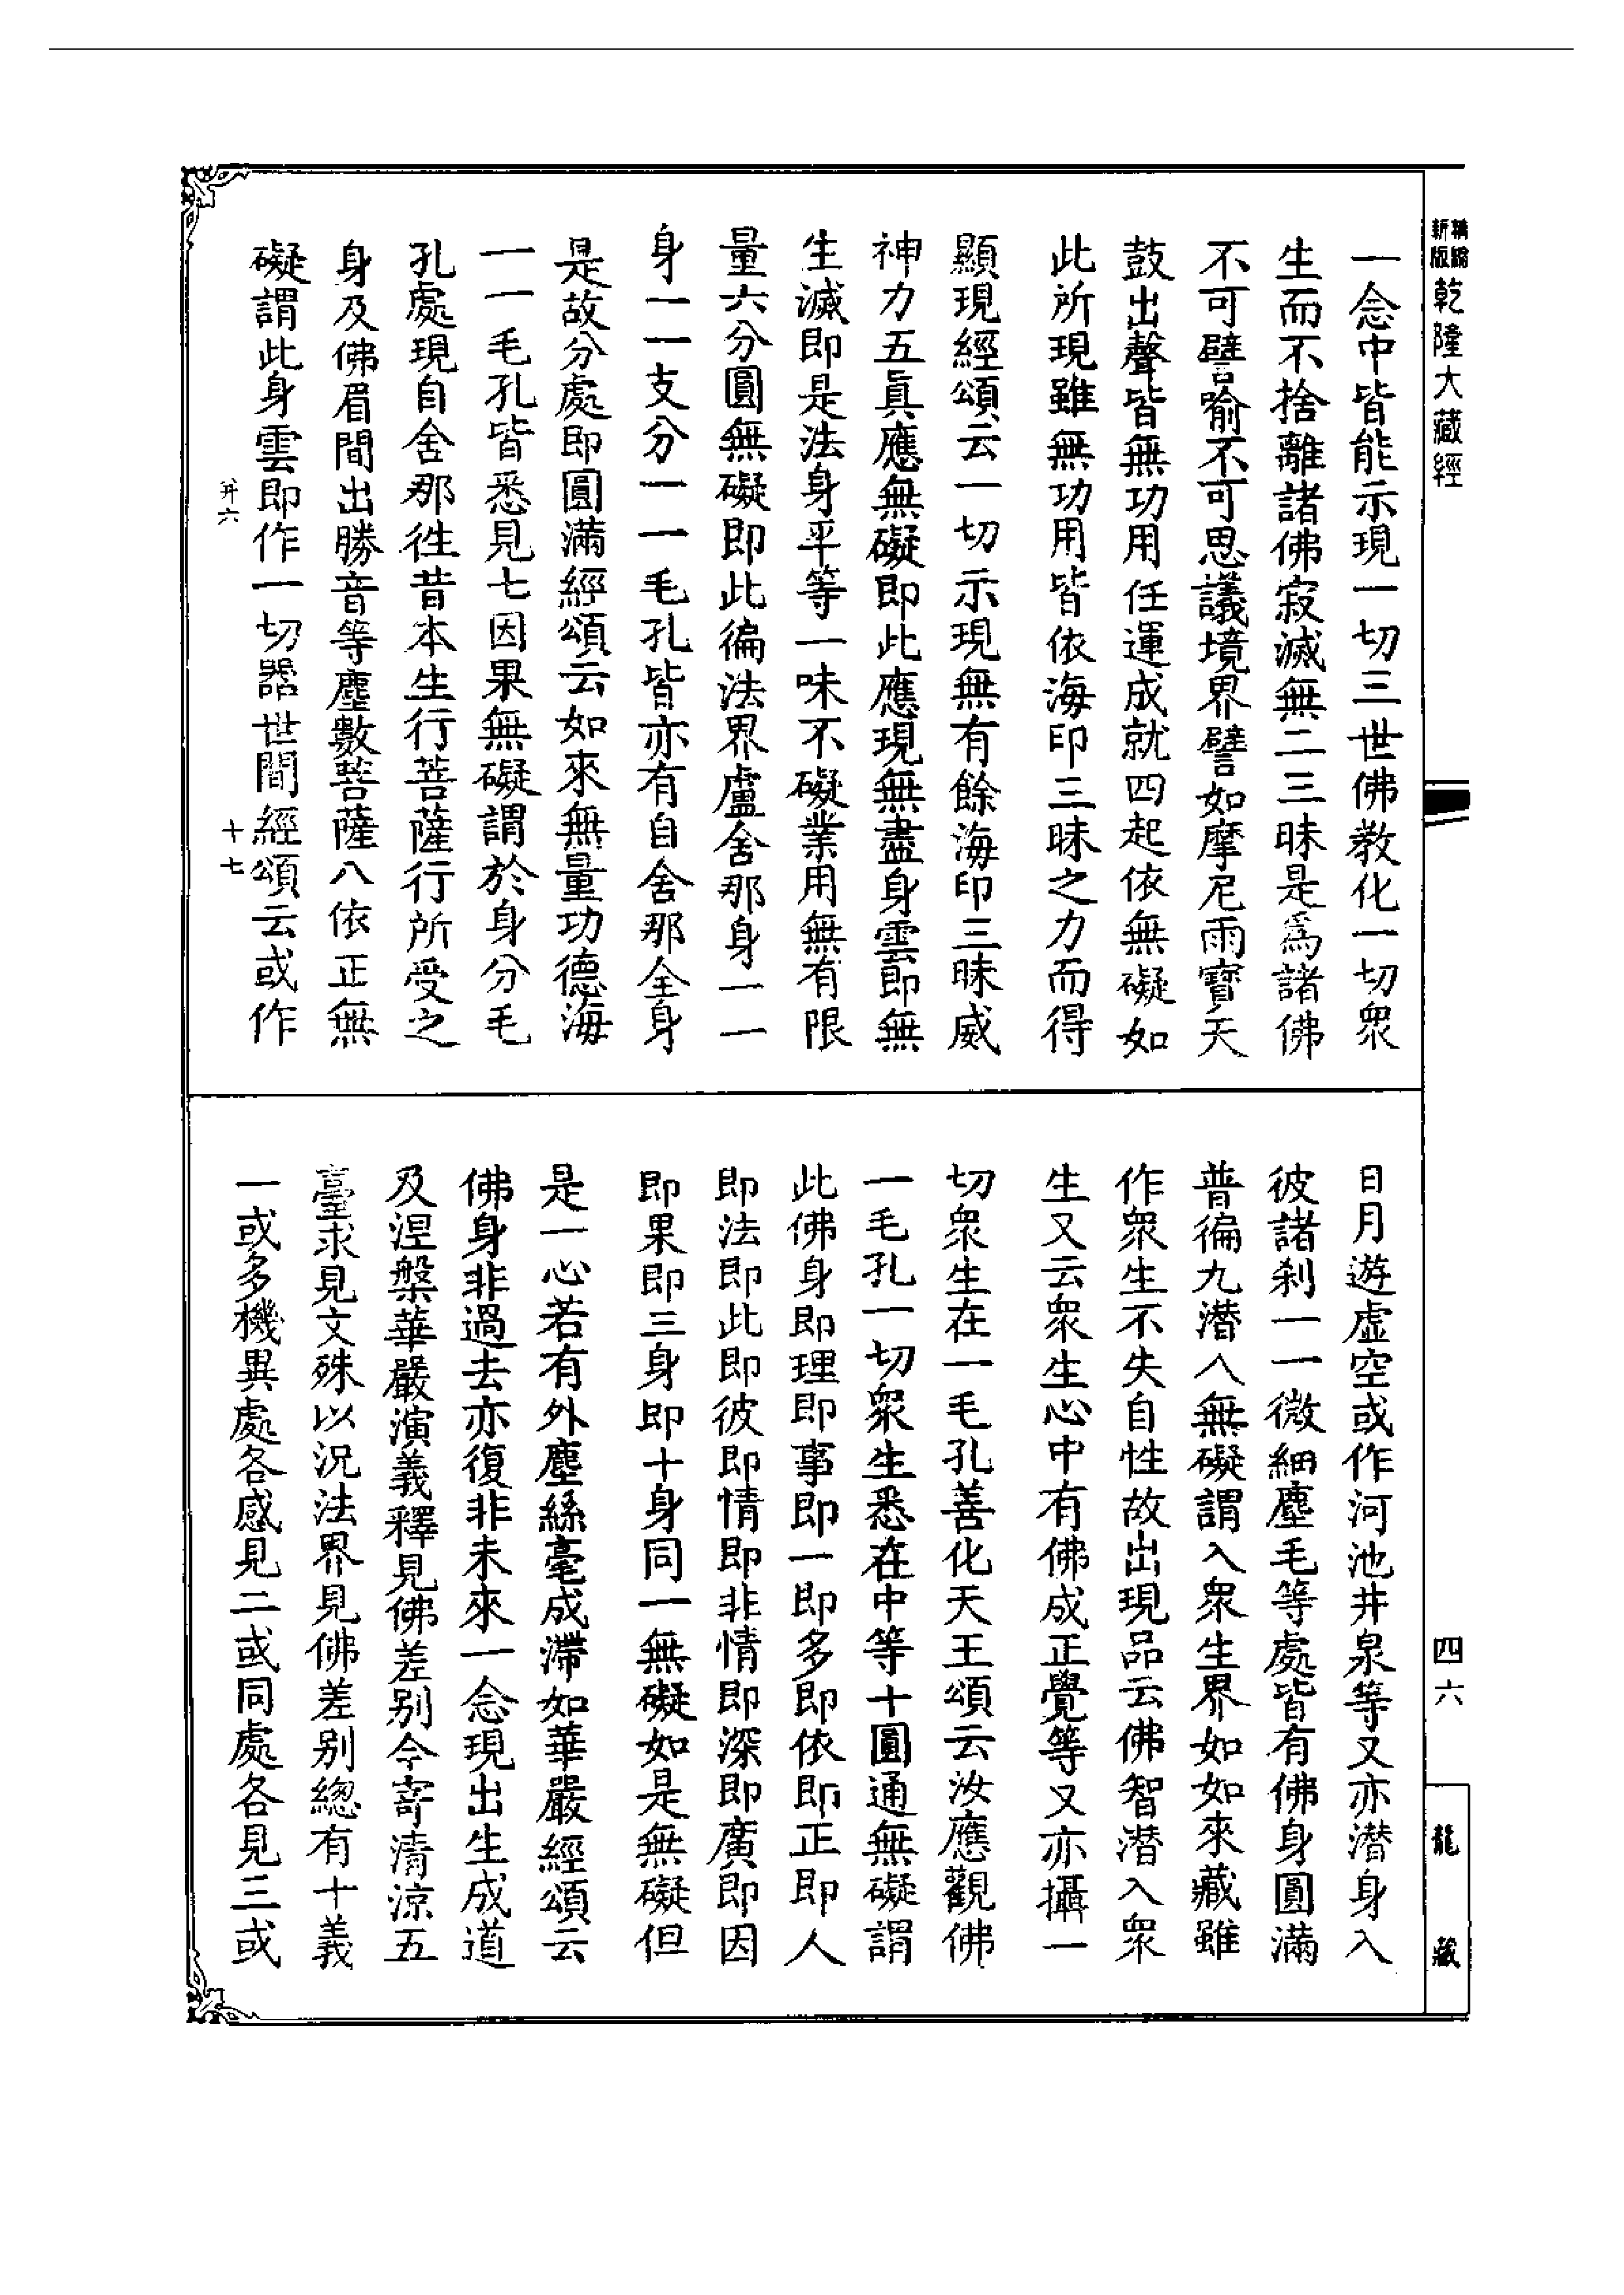 新版精縮乾隆大藏經
四六
龍藏
一念中皆能示現一切三世佛教化一切衆
生而不捨離諸佛寂滅無二三昧是爲諸佛
不可譬喻不可思議境界譬如摩尼雨寶天
鼓出聲皆無功用任運成就四起依無礙如
此所現雖無功用皆依海印三昧之力而得
顯現經頌云一切示現無有餘海印三昧威
神力五眞應無礙即此應現無盡身雲即無
生滅即是法身平等一味不礙業用無有限
量六分圓無礙即此徧法界盧舍那身一一
身一一支分一一毛孔皆亦有自舍那全身
是故分處即圓滿經頌云如來無量功德海
一一毛孔皆悉見七因果無礙謂於身分毛
孔處現自舍那徃昔本生行菩薩行所受之
身及佛眉間出勝音等塵數菩薩八依正無
礙謂此身雲即作一切器世間經頌云或作
弁六 十七
日月遊虛空或作河池井泉等又亦潛身入
彼諸刹一一微細塵毛等處皆有佛身圓滿
普徧九潛入無礙謂入衆生界如如來藏雖
作衆生不失自性故出現品云佛智潛入衆
生又云衆生心中有佛成正覺等又亦攝一
切衆生在一毛孔善化天王頌云汝應觀佛
一毛孔一切衆生悉在中等十圓通無礙謂
此佛身即理即事即一即多即依即正即人
即法即此即彼即情即非情即深即廣即因
即果即三身即十身同一無礙如是無礙但
是一心若有外塵絲毫成滯如華嚴經頌云
佛身非過去亦復非未來一念現出生成道
及涅槃華嚴演義釋見佛差别今寄清涼五
臺求見文殊以況法界見佛差别總有十義
一或多機異處各感見二或同處各見三或